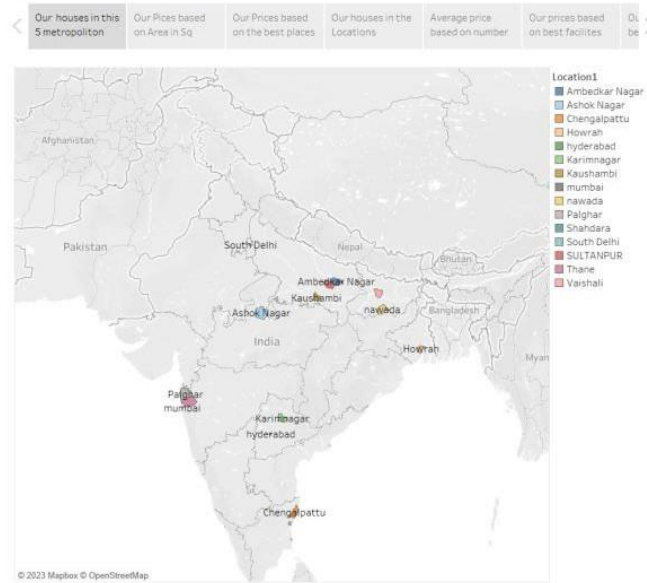 Our houses in this
5 metropoliton
Our Pices based
on Area in Sq
Our Prices based
on the best places
Our houses in the
Locations
Average price
based on number
Our prices based
on best facilites
Location1
Ambedkar Nagar
Ashok Nagar
Chengalpattu
Howrah
hyderabad
Karimnagar
Kaushambi
mumbai
nawada
Palghar
Shahdara
South Delhi
SULTANPUR
Thane
Vaishali
Afghanistan
Pakistan
South Delhi
Nepal
Bhutan
Ambedkar Nagar
Kaushambi
Ashok Nagar
nawada
Bangladesh
India
Howrah
Myan
Palghar
mumbai
Karimnagar
hyderabad
Chengalpattu
© 2023 Mapbox © OpenStreetMap